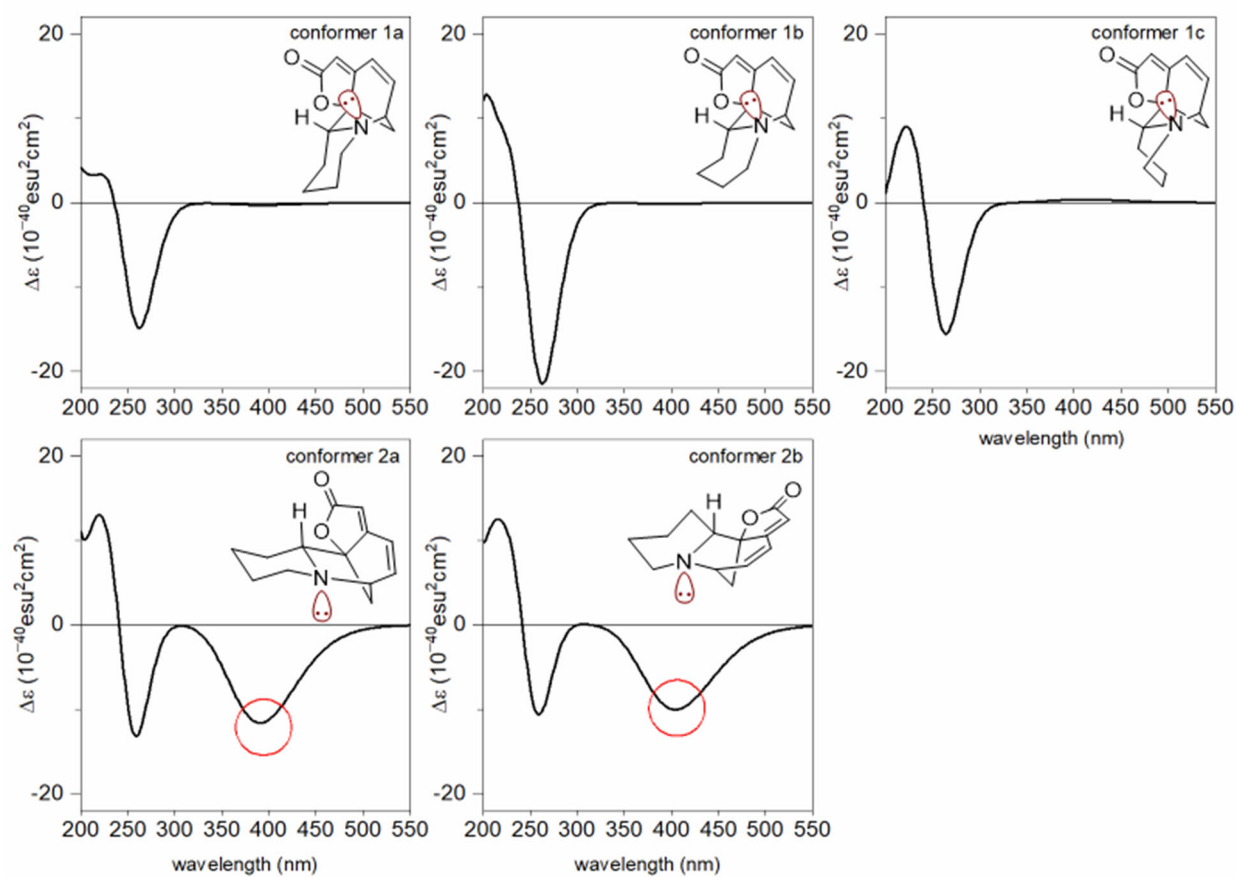 conformer 1a
20
0
-20
Δε (10⁻⁴⁰esu²cm²)
O
O
H
N
200 250 300 350 400 450 500 550
conformer 1b
20
0
-20
Δε (10⁻⁴⁰esu²cm²)
O
O
H
N
200 250 300 350 400 450 500 550
conformer 1c
20
0
-20
Δε (10⁻⁴⁰esu²cm²)
O
O
H
N
200 250 300 350 400 450 500 550
wavelength (nm)
conformer 2a
20
0
-20
Δε (10⁻⁴⁰esu²cm²)
O
H
O
N
200 250 300 350 400 450 500 550
wavelength (nm)
conformer 2b
20
0
-20
Δε (10⁻⁴⁰esu²cm²)
O
H
O
N
200 250 300 350 400 450 500 550
wavelength (nm)